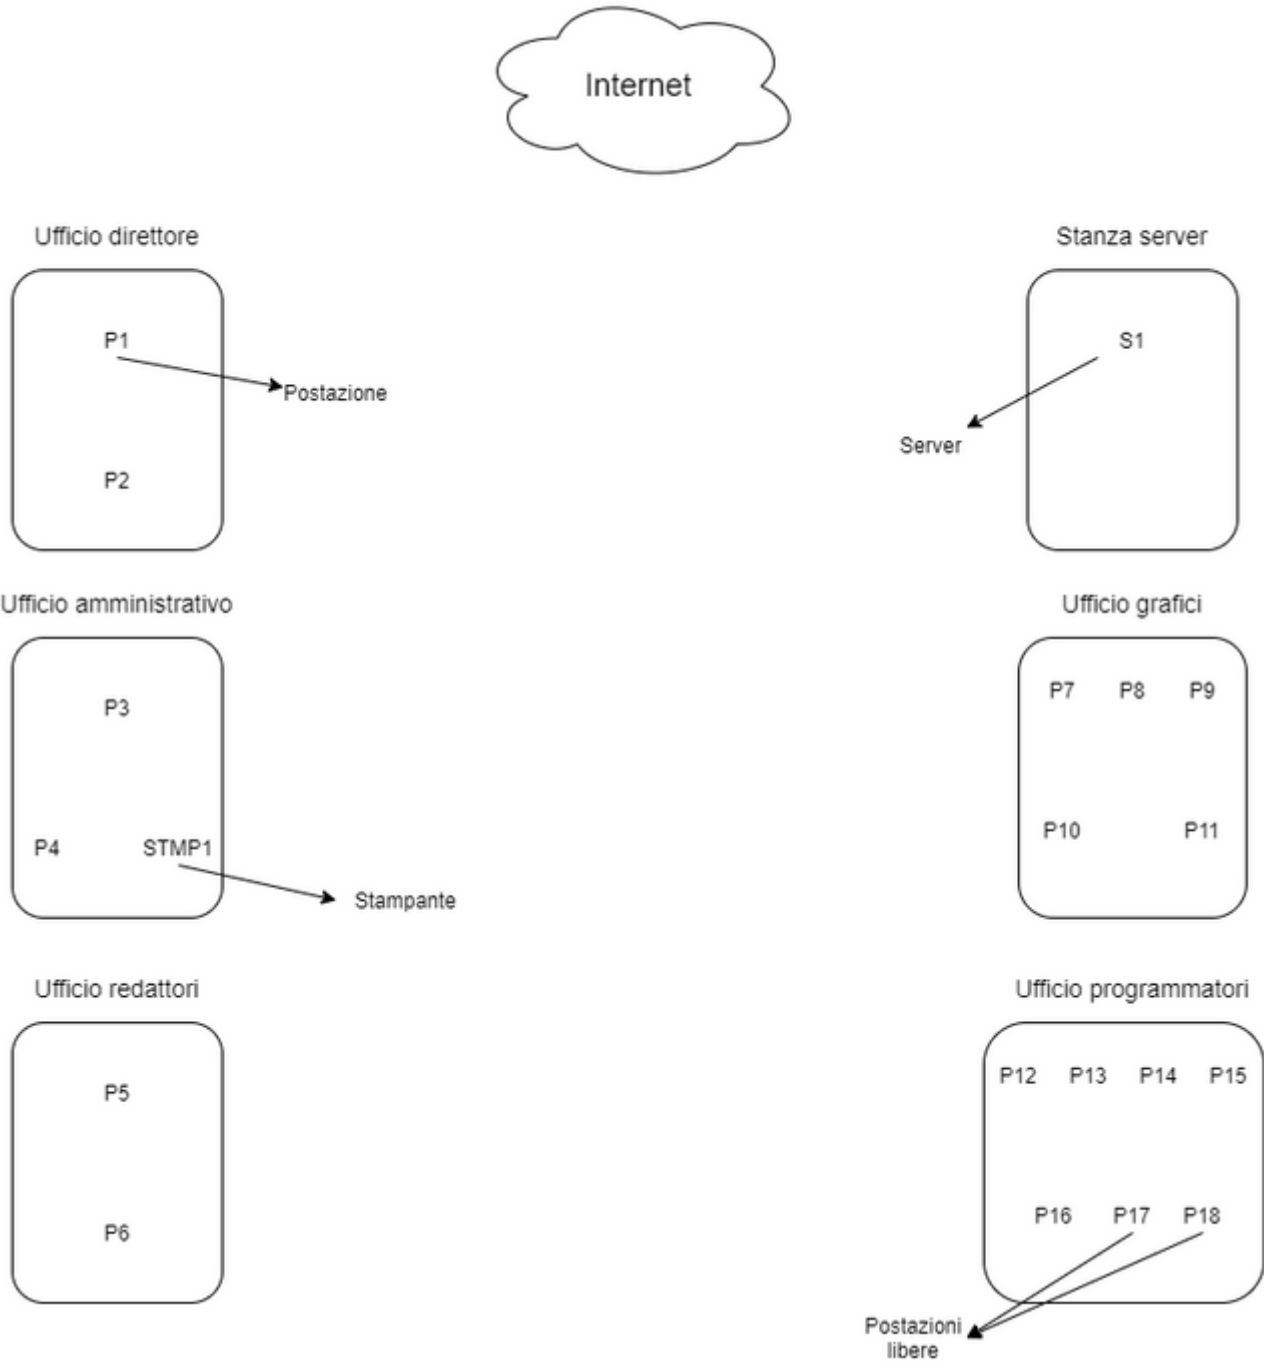 Internet
Ufficio direttore
Stanza server
P1
S1
Postazione
Server
P2
Ufficio amministrativo
Ufficio grafici
P3
P7 P8 P9
P4 STMP1
P10 P11
Stampante
Ufficio redattori
Ufficio programmatori
P5
P12 P13 P14 P15
P6
P16 P17 P18
Postazioni
libere